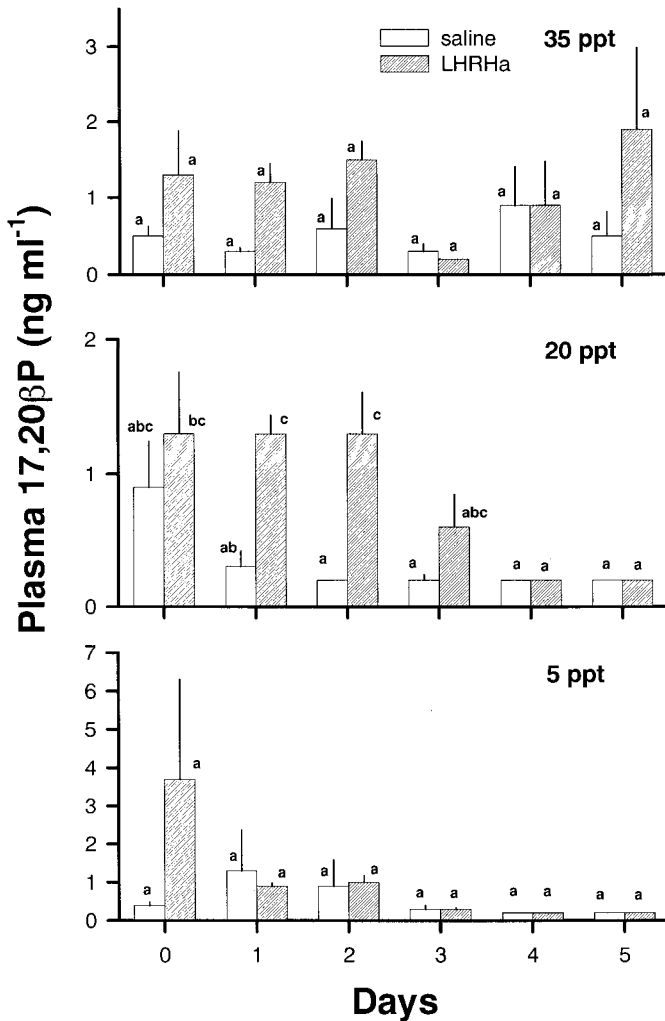 saline
LHRHa
35 ppt
3
2
1
0
a a a a a a a a a a a a
20 ppt
2
1
0
abc bc ab c a c a abc a a a a
5 ppt
7
6
5
4
3
2
1
0
a a a a a a a a a a a a
0 1 2 3 4 5
Days
Plasma 17,20βP (ng ml⁻¹)